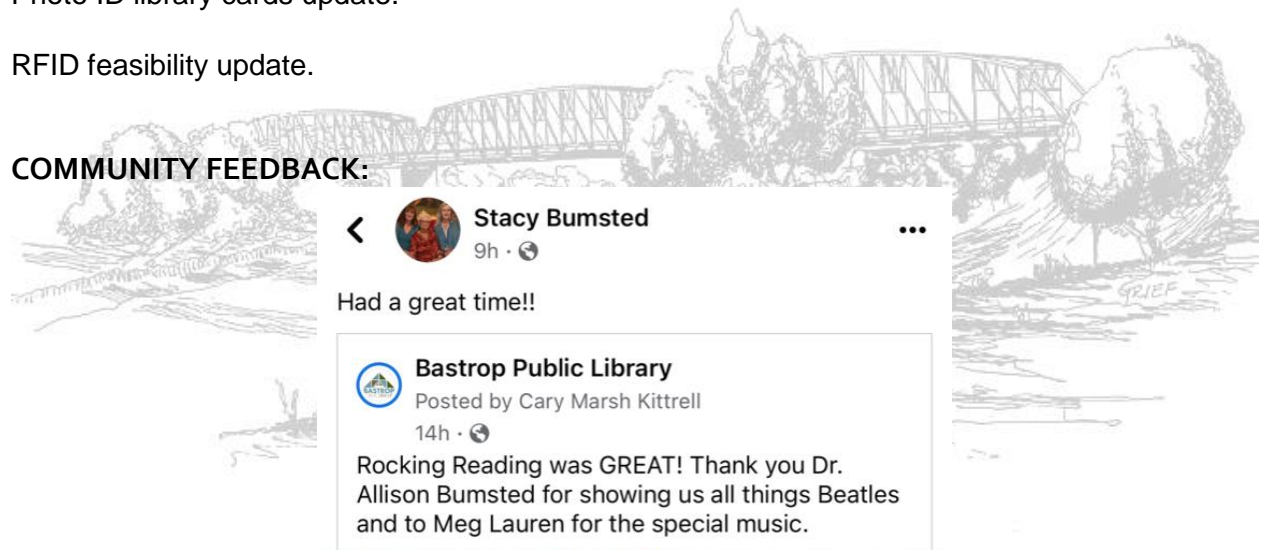 Photo ID library cards update.
RFID feasibility update.
COMMUNITY FEEDBACK:
Stacy Bumsted
9h ·
Had a great time!!
Bastrop Public Library
Posted by Cary Marsh Kittrell
14h ·
Rocking Reading was GREAT! Thank you Dr.
Allison Bumsted for showing us all things Beatles
and to Meg Lauren for the special music.
GRIEF
BASTROP